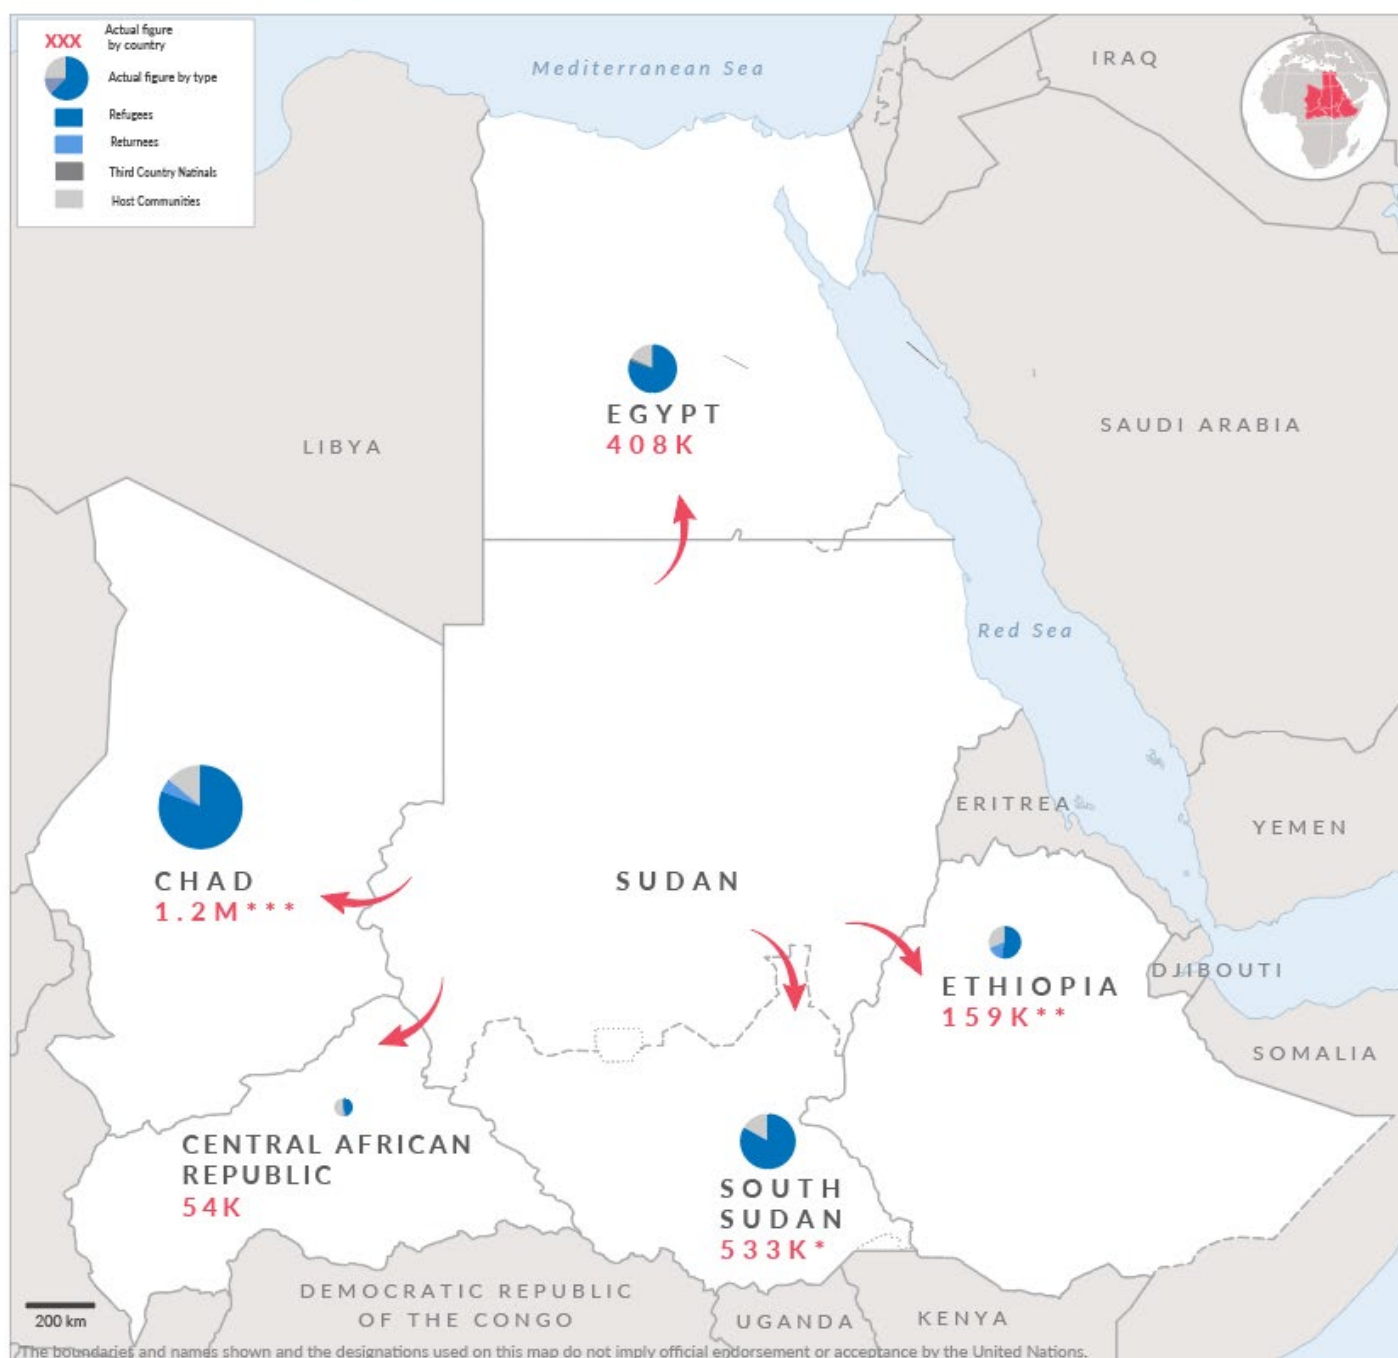 XXX
Actual figure
by country
Actual figure by type
Refugees
Returnees
Third Country Natinals
Host Communities
Mediterranean Sea
IRAQ
EGYPT
408K
LIBYA
SAUDI ARABIA
Red Sea
ERITREA
YEMEN
CHAD
1.2M***
SUDAN
DJIBOUTI
ETHIOPIA
159K**
SOMALIA
CENTRAL AFRICAN
REPUBLIC
54K
SOUTH
SUDAN
533K*
DEMOCRATIC REPUBLIC
OF THE CONGO
UGANDA
KENYA
200 km
The boundaries and names shown and the designations used on this map do not imply official endorsement or acceptance by the United Nations.